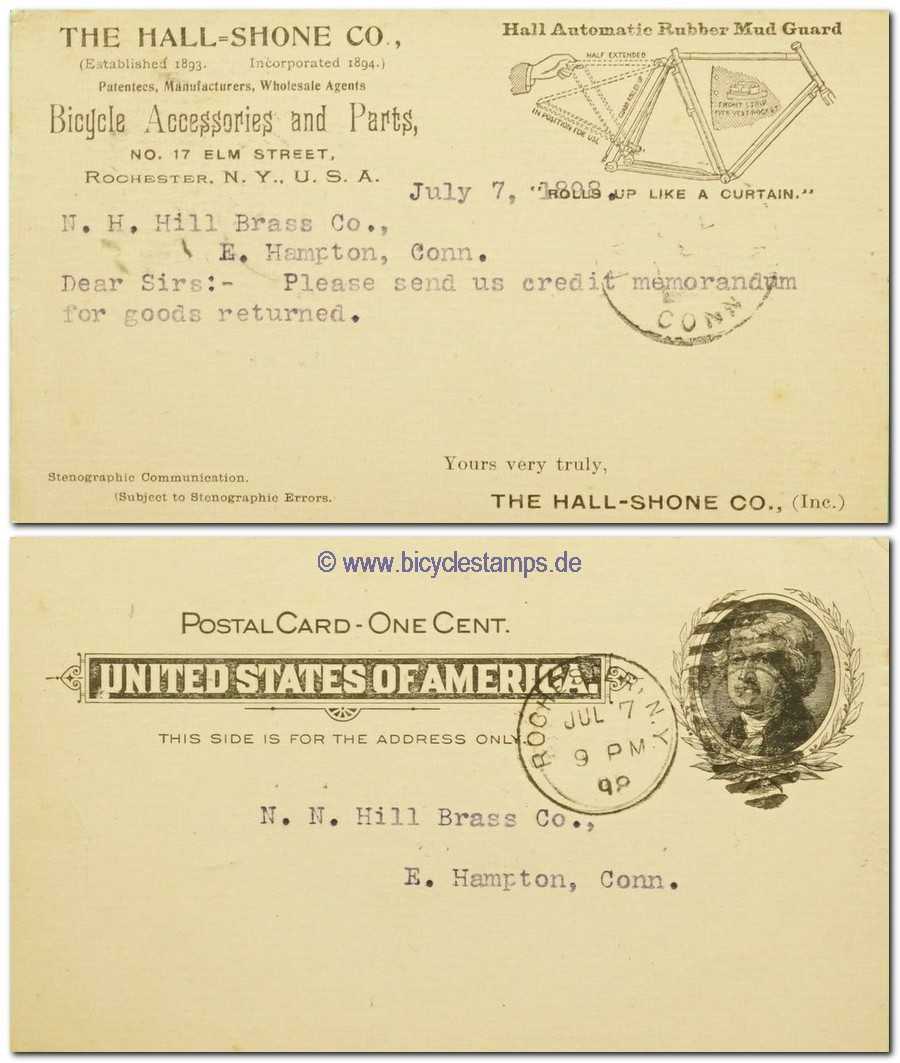 THE HALL=SHONE CO.,
(Established 1893. Incorporated 1894.)
Patentees, Manufacturers, Wholesale Agents
Bicycle Accessories and Parts,
NO. 17 ELM STREET,
ROCHESTER, N. Y., U. S. A.
Hall Automatic Rubber Mud Guard
HALF EXTENDED
IN POSITION FOR USE
FRONT STRIP
"ROLLS UP LIKE A CURTAIN."
July 7, 1898.
N. H. Hill Brass Co.,
E. Hampton, Conn.
Dear Sirs:- Please send us credit memorandum
for goods returned.
CONN
Stenographic Communication.
(Subject to Stenographic Errors.
Yours very truly,
THE HALL-SHONE CO., (Inc.)
© www.bicyclestamps.de
POSTAL CARD - ONE CENT.
UNITED STATES OF AMERICA.
THIS SIDE IS FOR THE ADDRESS ONLY.
ROCHESTER, N.Y.
JUL 7
9 PM
98
N. N. Hill Brass Co.,
E. Hampton, Conn.